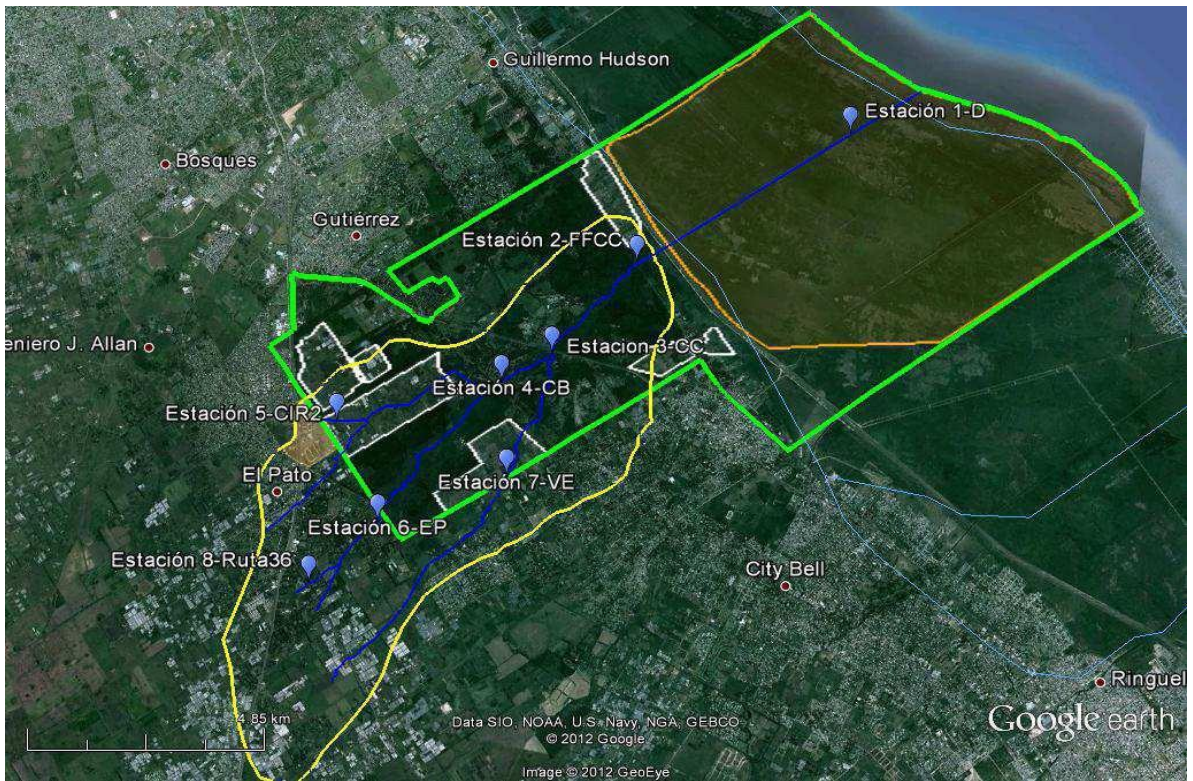 Guillermo Hudson
Estación 1-D
Bosques
Gutiérrez
Estación 2-FFCC
eniero J. Allan
Estacion 3-CC
Estación 4-CB
Estación 5-CIR2
El Pato
Estación 7-VE
Estación 6-EP
Estación 8-Ruta36
City Bell
Ringuel
4.85 km
Data SIO, NOAA, U.S. Navy, NGA, GEBCO
© 2012 Google
Google earth
Image © 2012 GeoEye